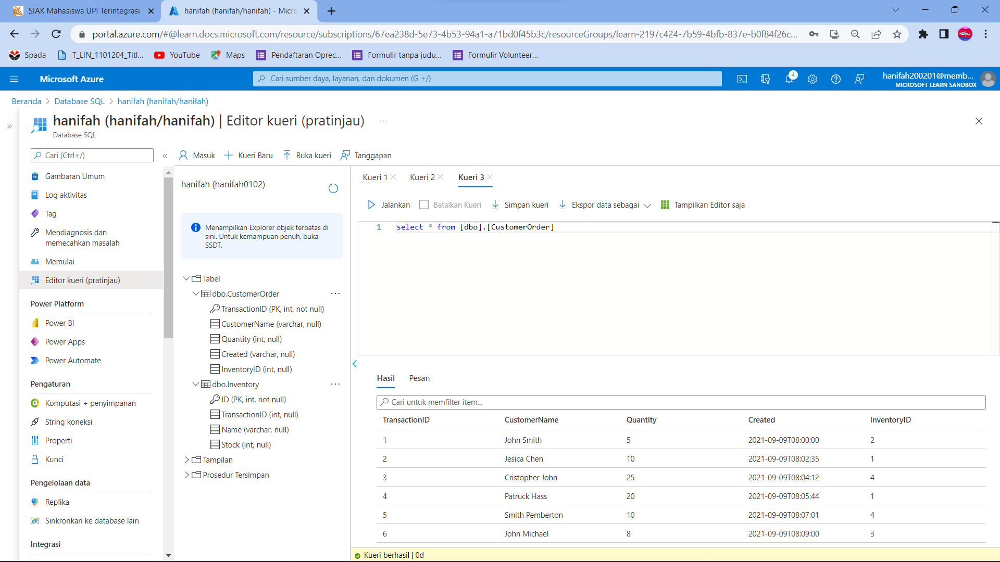 SIAK Mahasiswa UPI Terintegrasi
hanifah (hanifah/hanifah) - Micro
portal.azure.com/#@learn.docs.microsoft.com/resource/subscriptions/67ea238d-5e73-4b53-94a1-a71bd0f45b3c/resourceGroups/learn-2197c424-7b59-4bfb-837e-b0f84f26c...
Spada
T_LIN_1101204_Titl...
YouTube
Maps
Pendaftaran Oprec...
Formulir tanpa judu...
Formulir Volunteer...
Microsoft Azure
Cari sumber daya, layanan, dan dokumen (G +/)
4
hanifah200201@memb...
MICROSOFT LEARN SANDBOX
Beranda > Database SQL > hanifah (hanifah/hanifah)
hanifah (hanifah/hanifah) | Editor kueri (pratinjau) ...
Database SQL
Cari (Ctrl+/)
Gambaran Umum
Log aktivitas
Tag
Mendiagnosis dan
memecahkan masalah
Memulai
Editor kueri (pratinjau)
Power Platform
Power BI
Power Apps
Power Automate
Pengaturan
Komputasi + penyimpanan
String koneksi
Properti
Kunci
Pengelolaan data
Replika
Sinkronkan ke database lain
Integrasi
Masuk
Kueri Baru
Buka kueri
Tanggapan
hanifah (hanifah0102)
Menampilkan Explorer objek terbatas di
sini. Untuk kemampuan penuh, buka
SSDT.
Tabel
dbo.CustomerOrder ...
TransactionID (PK, int, not null)
CustomerName (varchar, null)
Quantity (int, null)
Created (varchar, null)
InventoryID (int, null)
dbo.Inventory ...
ID (PK, int, not null)
TransactionID (int, null)
Name (varchar, null)
Stock (int, null)
Tampilan
Prosedur Tersimpan
Kueri 1
Kueri 2
Kueri 3
Jalankan
Batalkan Kueri
Simpan kueri
Ekspor data sebagai
Tampilkan Editor saja
1 select * from [dbo].[CustomerOrder]
Hasil
Pesan
Cari untuk memfilter item...
TransactionID CustomerName Quantity Created InventoryID
1 John Smith 5 2021-09-09T08:00:00 2
2 Jesica Chen 10 2021-09-09T08:02:35 1
3 Cristopher John 25 2021-09-09T08:04:12 4
4 Patruck Hass 20 2021-09-09T08:05:44 1
5 Smith Pemberton 10 2021-09-09T08:07:01 4
6 John Michael 8 2021-09-09T08:09:00 3
Kueri berhasil | 0d